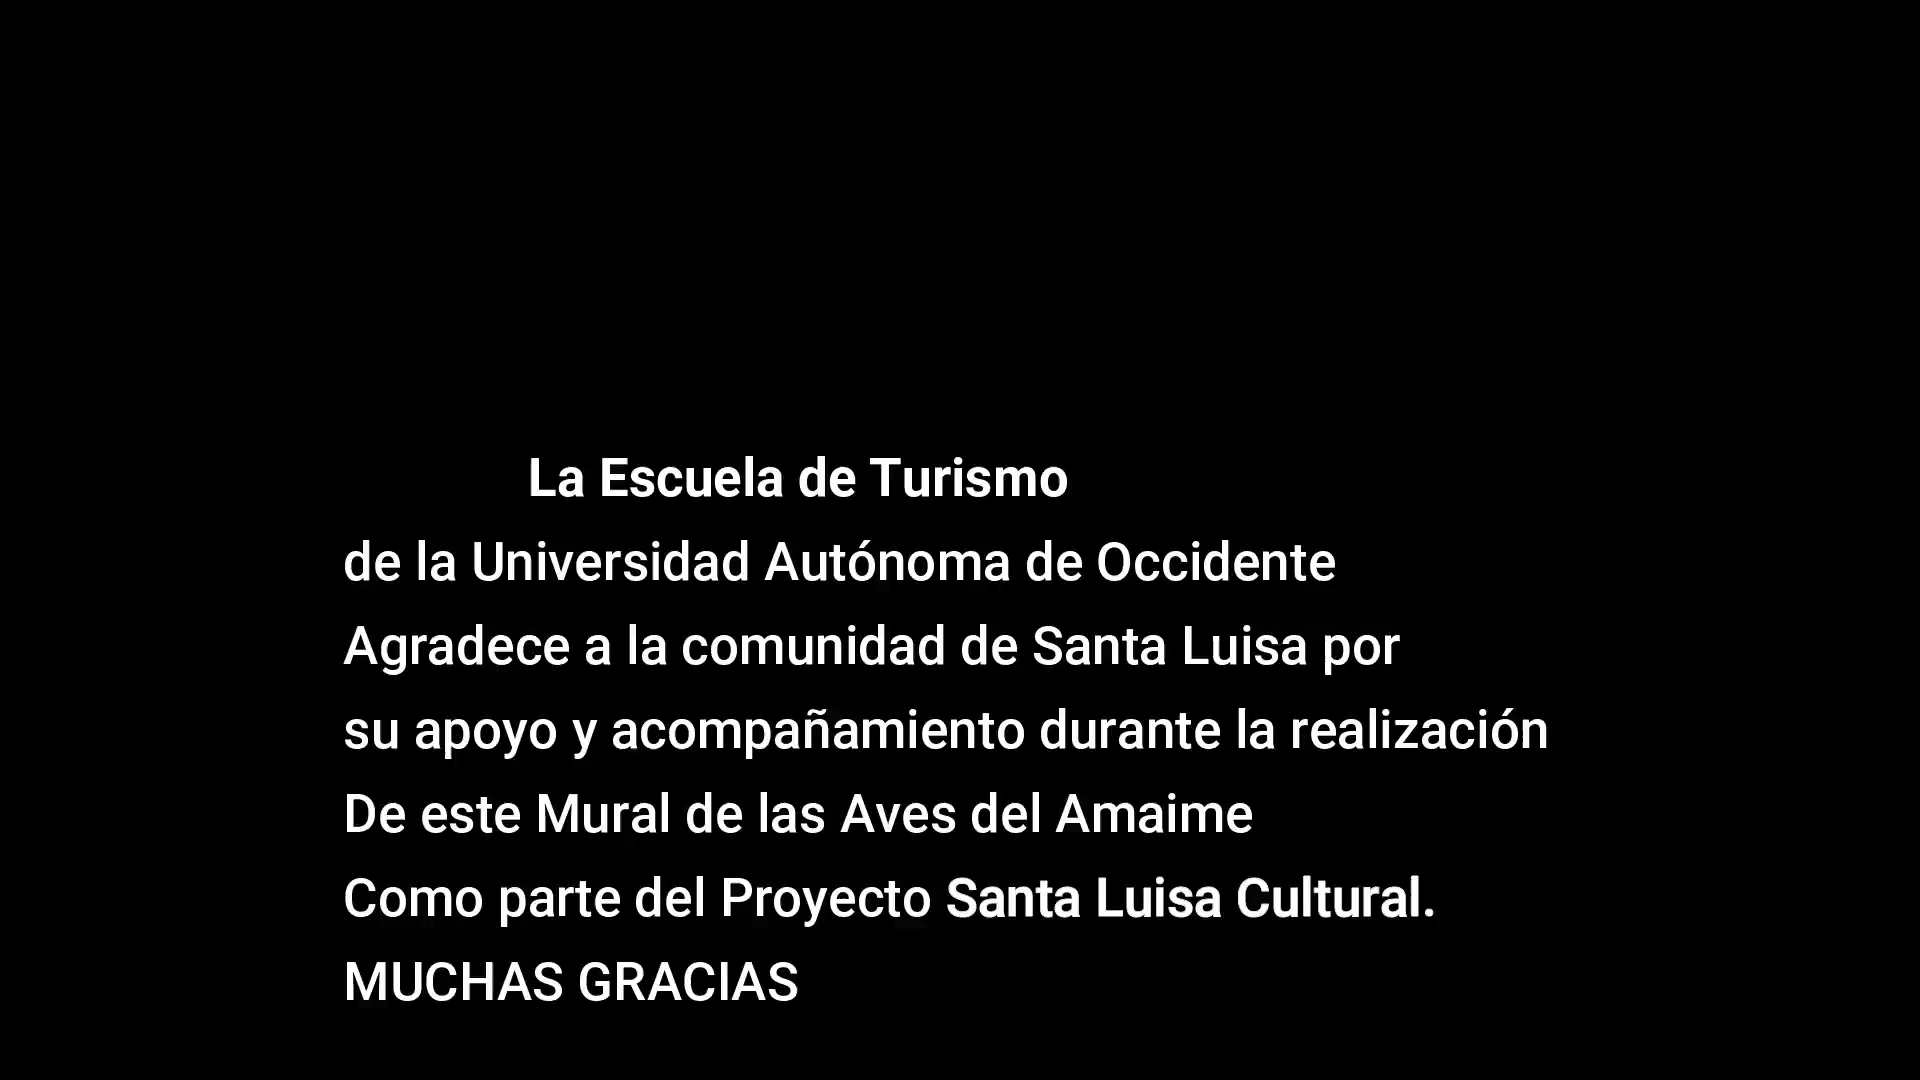 La Escuela de Turismo
de la Universidad Autónoma de Occidente
Agradece a la comunidad de Santa Luisa por
su apoyo y acompañamiento durante la realización
De este Mural de las Aves del Amaime
Como parte del Proyecto Santa Luisa Cultural.
MUCHAS GRACIAS